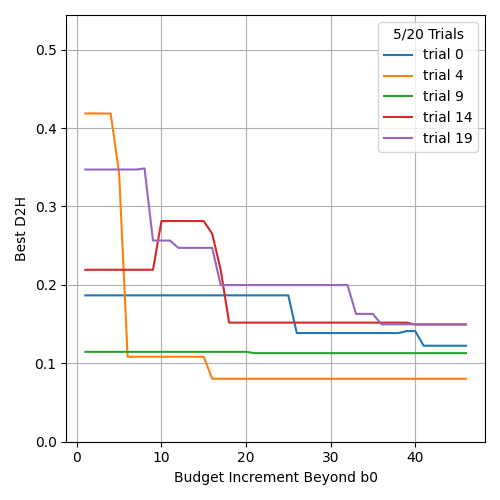 5/20 Trials
trial 0
trial 4
trial 9
trial 14
trial 19
Best D2H
0.5
0.4
0.3
0.2
0.1
0.0
0 10 20 30 40
Budget Increment Beyond b0